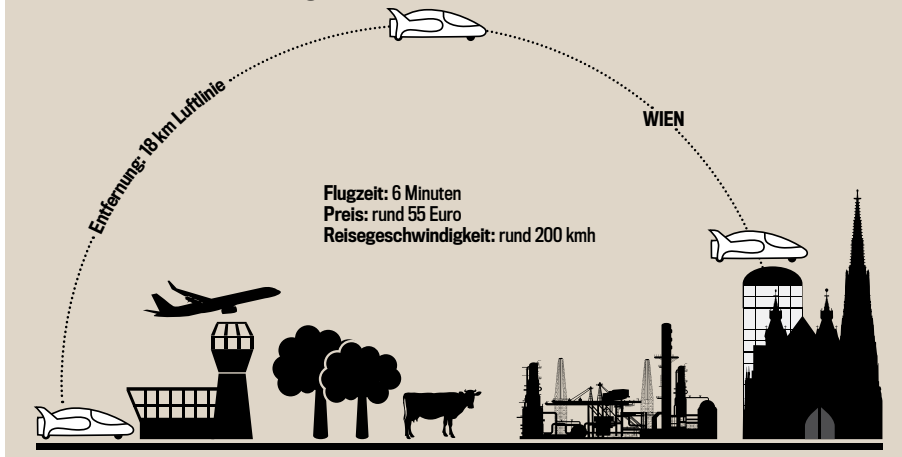 Entfernung: 18 km Luftlinie
WIEN
Flugzeit: 6 Minuten
Preis: rund 55 Euro
Reisegeschwindigkeit: rund 200 kmh